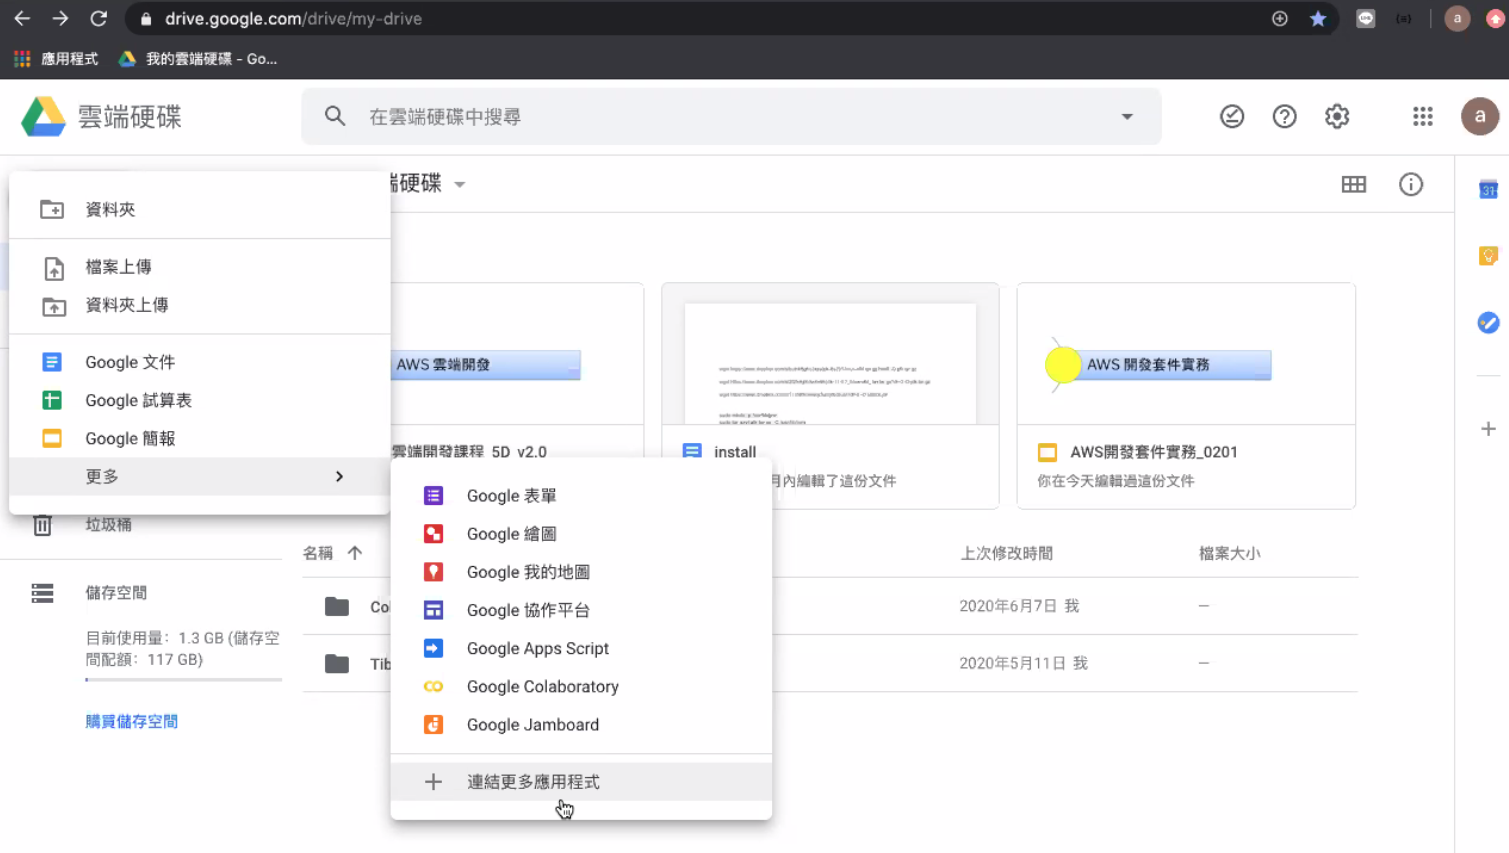 drive.google.com/drive/my-drive
a
應用程式
我的雲端硬碟 - Go...
雲端硬碟
在雲端硬碟中搜尋
a
端硬碟
31
資料夾
檔案上傳
資料夾上傳
Google 文件
Google 試算表
Google 簡報
更多
AWS 雲端開發
AWS 開發套件實務
雲端開發課程_5D_v2.0
install
月內編輯了這份文件
AWS開發套件實務_0201
你在今天編輯過這份文件
Google 表單
Google 繪圖
Google 我的地圖
Google 協作平台
Google Apps Script
Google Colaboratory
Google Jamboard
連結更多應用程式
垃圾桶
儲存空間
目前使用量：1.3 GB (儲存空
間配額：117 GB)
購買儲存空間
名稱
上次修改時間
檔案大小
Col
2020年6月7日 我
—
Tib
2020年5月11日 我
—